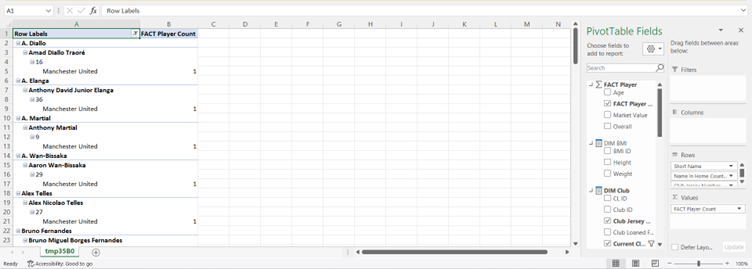 A1
fx
Row Labels
A B C D E F G H I J K L M N
1 Row Labels FACT Player Count
2 A. Diallo
3 Amad Diallo Traoré
4 16
5 Manchester United 1
6 A. Elanga
7 Anthony David Junior Elanga
8 36
9 Manchester United 1
10 A. Martial
11 Anthony Martial
12 9
13 Manchester United 1
14 A. Wan-Bissaka
15 Aaron Wan-Bissaka
16 29
17 Manchester United 1
18 Alex Telles
19 Alex Nicolao Telles
20 27
21 Manchester United 1
22 Bruno Fernandes
23 Bruno Miguel Borges Fernandes
tmp35B0
Ready
Accessibility: Good to go
PivotTable Fields
Choose fields to add to report:
Search
FACT Player
Age
FACT Player ...
Market Value
Overall
DIM BMI
BMI ID
Height
Weight
DIM Club
CL ID
Club ID
Club Jersey ...
Club Loaned F...
Current Cl...
Drag fields between areas below:
Filters
Columns
Rows
Short Name
Name In Home Count...
Club Jersey Number
Values
FACT Player Count
Defer Layo...
Update
100%